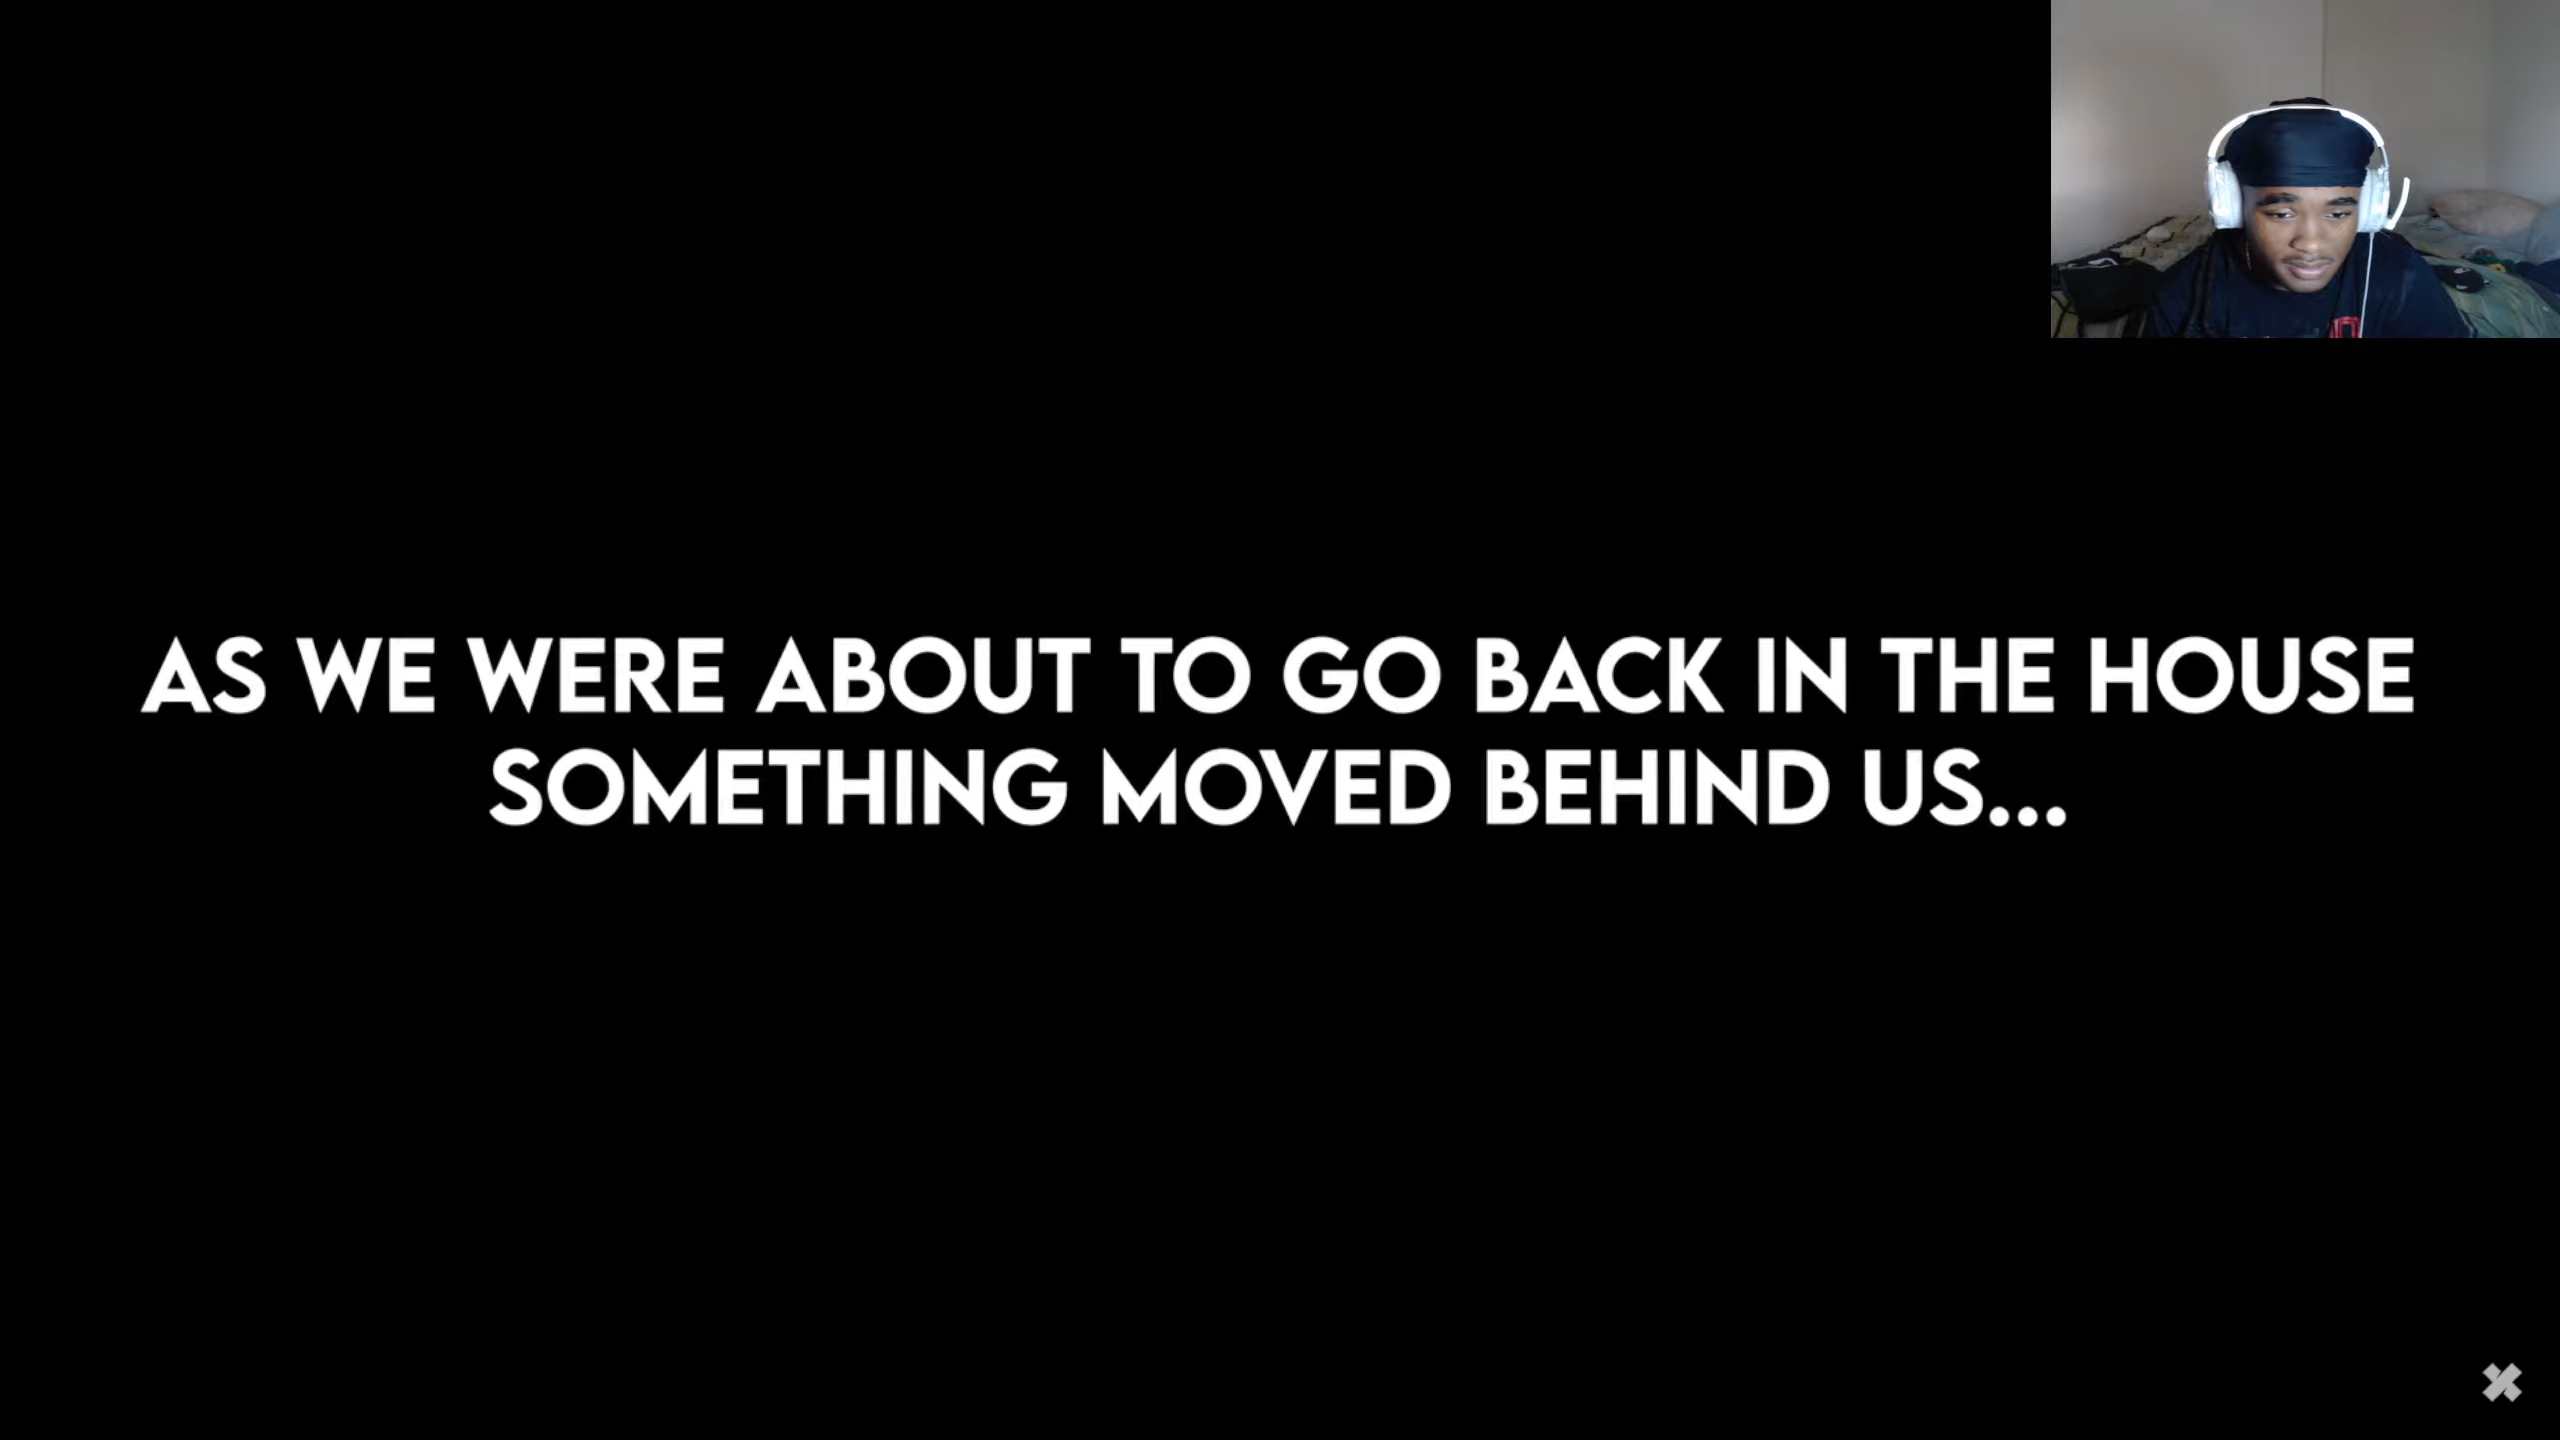 AS WE WERE ABOUT TO GO BACK IN THE HOUSE
SOMETHING MOVED BEHIND US...